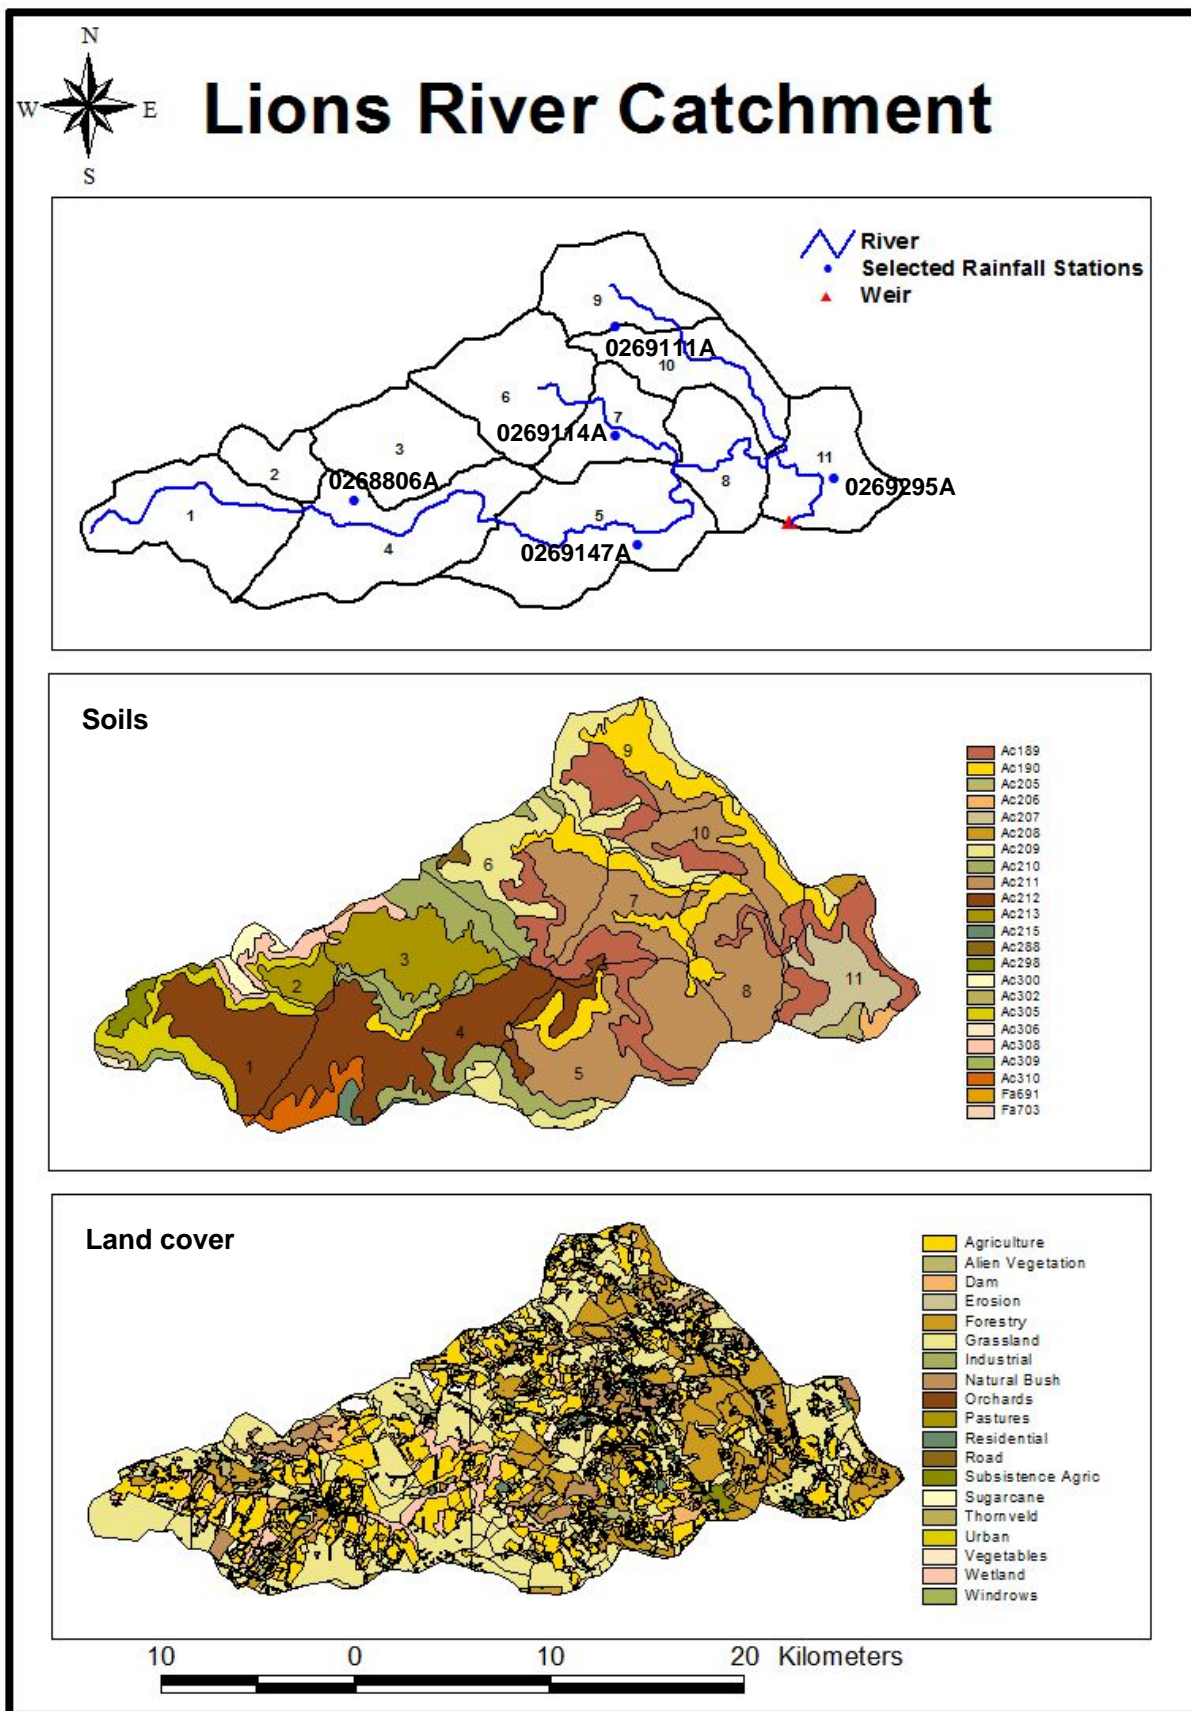 N
W E
S
Lions River Catchment
River
Selected Rainfall Stations
Weir
9
0269111A
10
6
7
0269114A
3
2
0268806A
11
8
0269295A
1
5
4
0269147A
Soils
9
10
6
7
3
2
11
8
4
1
5
Ac189
Ac190
Ac205
Ac206
Ac207
Ac208
Ac209
Ac210
Ac211
Ac212
Ac213
Ac215
Ac288
Ac298
Ac300
Ac302
Ac305
Ac306
Ac308
Ac309
Ac310
Fa691
Fa703
Land cover
Agriculture
Alien Vegetation
Dam
Erosion
Forestry
Grassland
Industrial
Natural Bush
Orchards
Pastures
Residential
Road
Subsistence Agric
Sugarcane
Thornveld
Urban
Vegetables
Wetland
Windrows
10 0 10 20 Kilometers